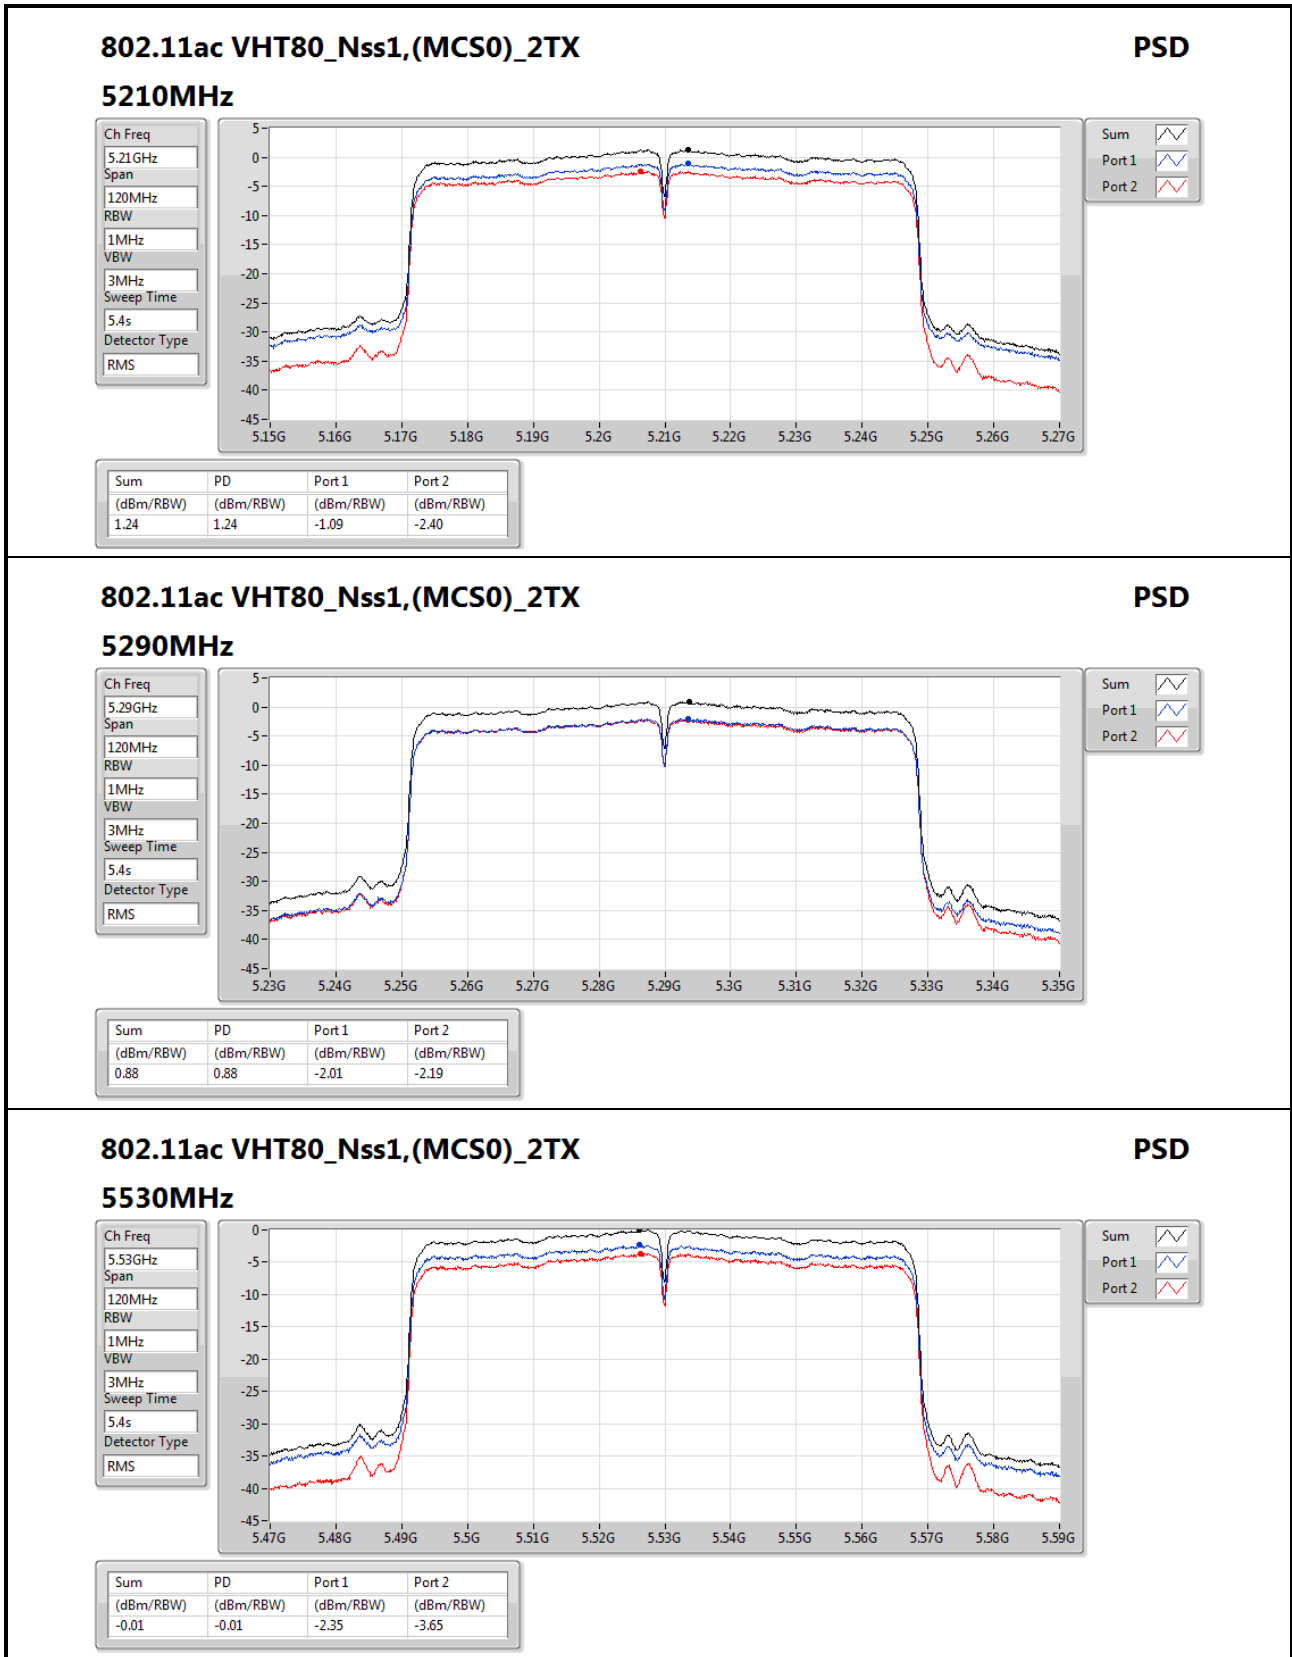 802.11ac VHT80_Nss1,(MCS0)_2TX PSD
5210MHz
Ch Freq
5.21GHz
Span
120MHz
RBW
1MHz
VBW
3MHz
Sweep Time
5.4s
Detector Type
RMS
5
0
-5
-10
-15
-20
-25
-30
-35
-40
-45
5.15G 5.16G 5.17G 5.18G 5.19G 5.2G 5.21G 5.22G 5.23G 5.24G 5.25G 5.26G 5.27G
Sum
Port 1
Port 2
Sum PD Port 1 Port 2
(dBm/RBW) (dBm/RBW) (dBm/RBW) (dBm/RBW)
1.24 1.24 -1.09 -2.40
802.11ac VHT80_Nss1,(MCS0)_2TX PSD
5290MHz
Ch Freq
5.29GHz
Span
120MHz
RBW
1MHz
VBW
3MHz
Sweep Time
5.4s
Detector Type
RMS
5
0
-5
-10
-15
-20
-25
-30
-35
-40
-45
5.23G 5.24G 5.25G 5.26G 5.27G 5.28G 5.29G 5.3G 5.31G 5.32G 5.33G 5.34G 5.35G
Sum
Port 1
Port 2
Sum PD Port 1 Port 2
(dBm/RBW) (dBm/RBW) (dBm/RBW) (dBm/RBW)
0.88 0.88 -2.01 -2.19
802.11ac VHT80_Nss1,(MCS0)_2TX PSD
5530MHz
Ch Freq
5.53GHz
Span
120MHz
RBW
1MHz
VBW
3MHz
Sweep Time
5.4s
Detector Type
RMS
0
-5
-10
-15
-20
-25
-30
-35
-40
-45
5.47G 5.48G 5.49G 5.5G 5.51G 5.52G 5.53G 5.54G 5.55G 5.56G 5.57G 5.58G 5.59G
Sum
Port 1
Port 2
Sum PD Port 1 Port 2
(dBm/RBW) (dBm/RBW) (dBm/RBW) (dBm/RBW)
-0.01 -0.01 -2.35 -3.65